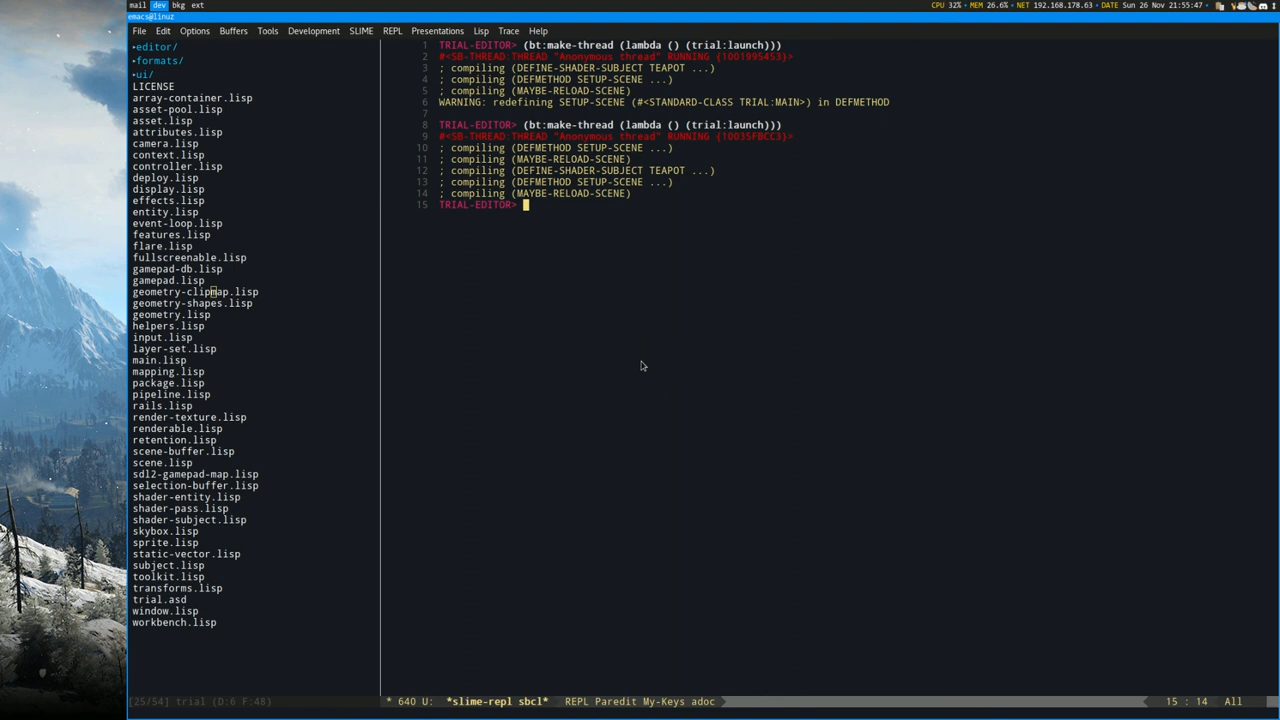 mail dev bkg ext
CPU 32% MEM 26.6% NET 192.168.178.63 DATE Sun 26 Nov 21:55:47
emacs@linuz
File Edit Options Buffers Tools Development SLIME REPL Presentations Lisp Trace Help
editor/
formats/
ui/
LICENSE
array-container.lisp
asset-pool.lisp
asset.lisp
attributes.lisp
camera.lisp
context.lisp
controller.lisp
deploy.lisp
display.lisp
effects.lisp
entity.lisp
event-loop.lisp
features.lisp
flare.lisp
fullscreenable.lisp
gamepad-db.lisp
gamepad.lisp
geometry-clipmap.lisp
geometry-shapes.lisp
geometry.lisp
helpers.lisp
input.lisp
layer-set.lisp
main.lisp
mapping.lisp
package.lisp
pipeline.lisp
rails.lisp
render-texture.lisp
renderable.lisp
retention.lisp
scene-buffer.lisp
scene.lisp
sdl2-gamepad-map.lisp
selection-buffer.lisp
shader-entity.lisp
shader-pass.lisp
shader-subject.lisp
skybox.lisp
sprite.lisp
static-vector.lisp
subject.lisp
toolkit.lisp
transforms.lisp
trial.asd
window.lisp
workbench.lisp
[25/54] trial (D:6 F:48)
1 TRIAL-EDITOR> (bt:make-thread (lambda () (trial:launch)))
2 #<SB-THREAD:THREAD "Anonymous thread" RUNNING {1001995453}>
3 ; compiling (DEFINE-SHADER-SUBJECT TEAPOT ...)
4 ; compiling (DEFMETHOD SETUP-SCENE ...)
5 ; compiling (MAYBE-RELOAD-SCENE)
6 WARNING: redefining SETUP-SCENE (#<STANDARD-CLASS TRIAL:MAIN>) in DEFMETHOD
7
8 TRIAL-EDITOR> (bt:make-thread (lambda () (trial:launch)))
9 #<SB-THREAD:THREAD "Anonymous thread" RUNNING {10035FBCC3}>
10 ; compiling (DEFMETHOD SETUP-SCENE ...)
11 ; compiling (MAYBE-RELOAD-SCENE)
12 ; compiling (DEFINE-SHADER-SUBJECT TEAPOT ...)
13 ; compiling (DEFMETHOD SETUP-SCENE ...)
14 ; compiling (MAYBE-RELOAD-SCENE)
15 TRIAL-EDITOR>
* 640 U: *slime-repl sbcl* REPL Paredit My-Keys adoc 15 : 14 All